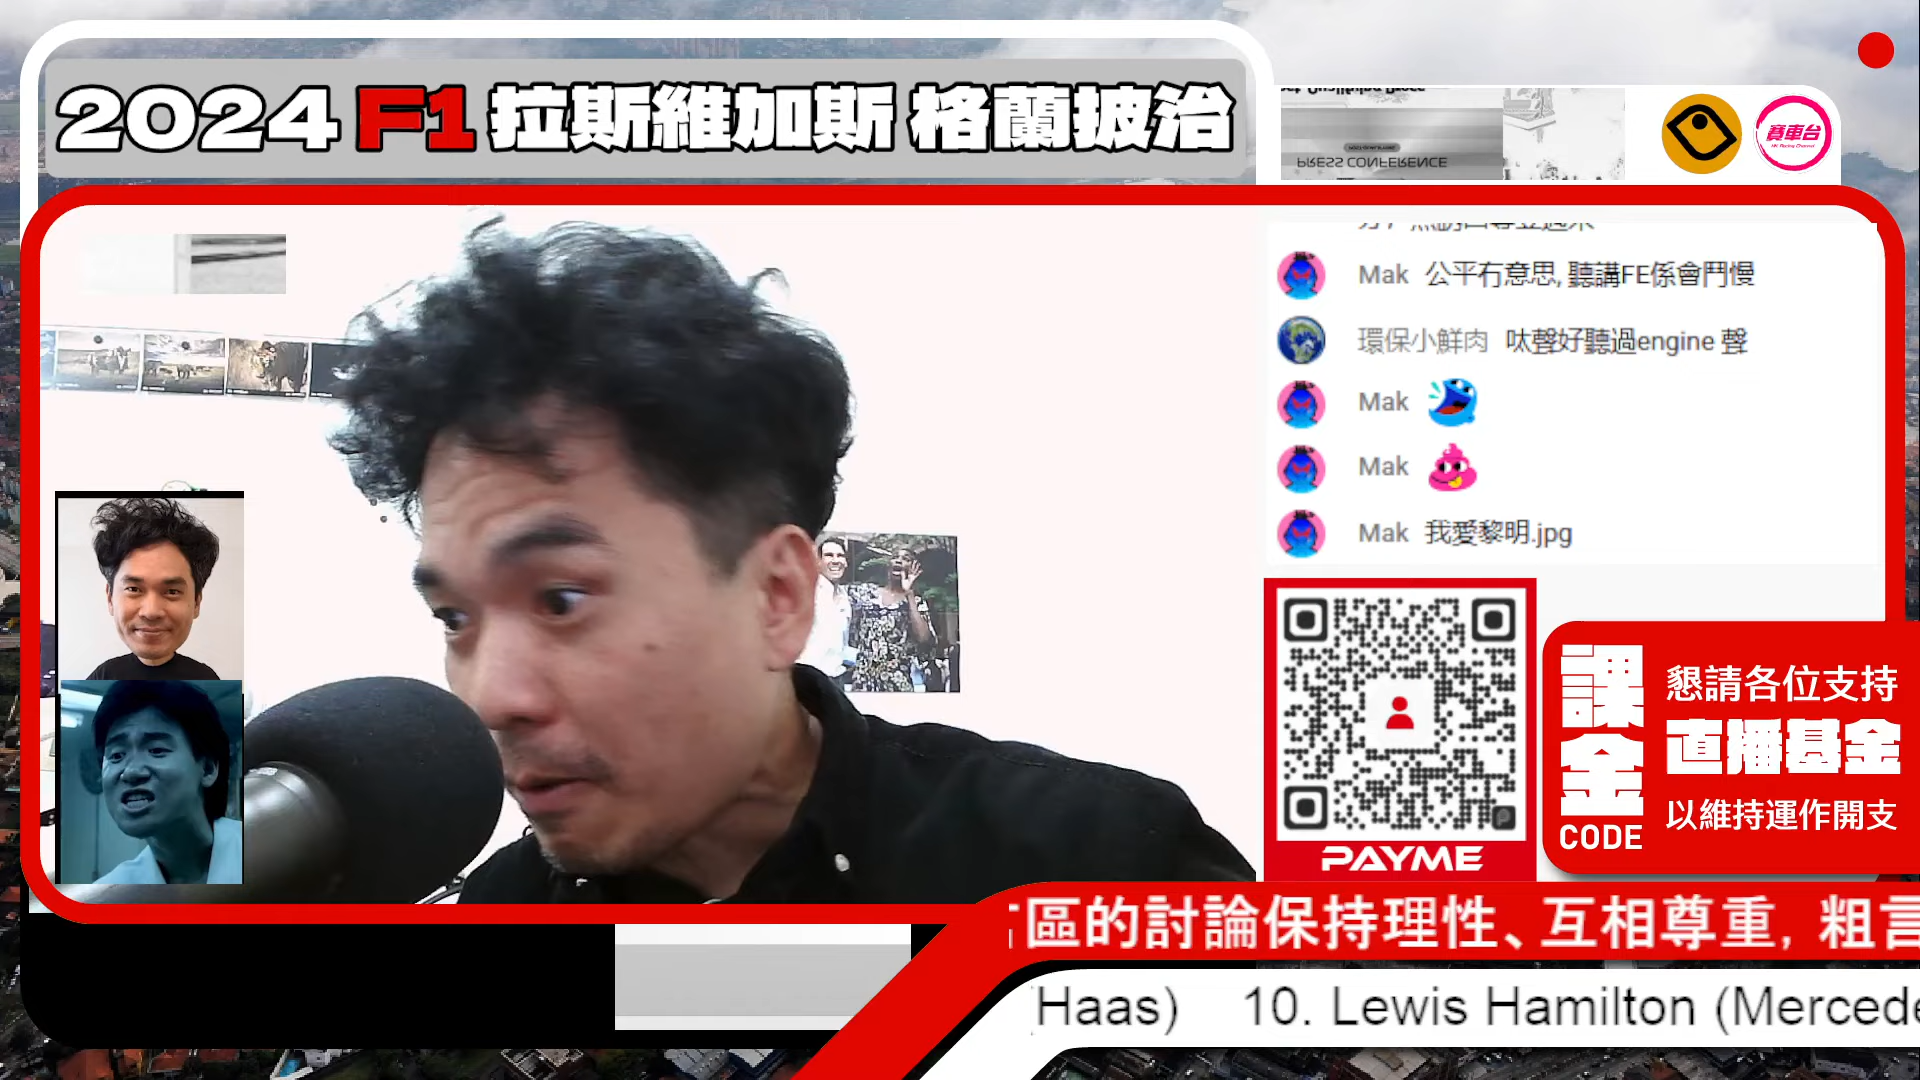 2024 F1 拉斯維加斯 格蘭披治
PRESS CONFERENCE
賽車台
Mak 公平冇意思, 聽講FE係會鬥慢
環保小鮮肉 呔聲好聽過engine 聲
Mak
Mak
Mak 我愛黎明.jpg
課金
CODE
懇請各位支持
直播基金
以維持運作開支
PAYME
區的討論保持理性、互相尊重, 粗言
Haas) 10. Lewis Hamilton (Mercede